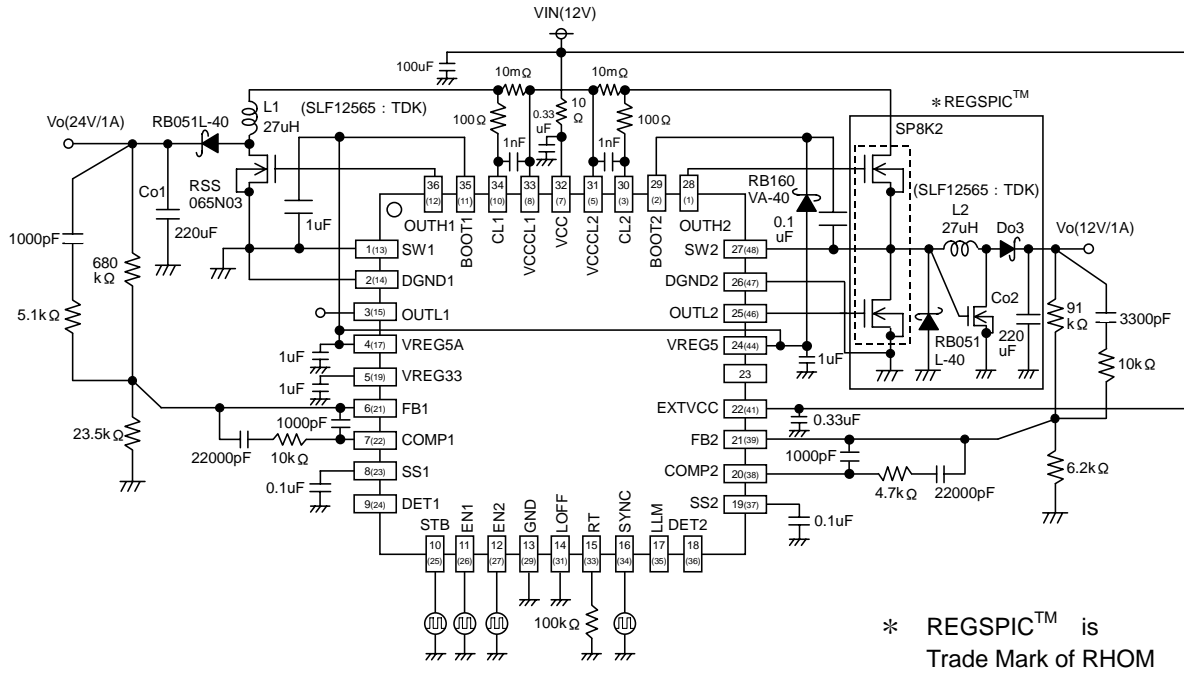 VIN(12V)
100uF
10mΩ
10mΩ
L1
(SLF12565 : TDK)
27uH
Vo(24V/1A)
RB051L-40
100Ω
0.33
uF
10
Ω
100Ω
1nF
1nF
＊REGSPIC™
SP8K2
RSS
065N03
Co1
220uF
1uF
1000pF
680
kΩ
5.1kΩ
23.5kΩ
36
(12)
35
(11)
34
(10)
33
(8)
32
(7)
31
(5)
30
(3)
29
(2)
28
(1)
OUTH1
BOOT1
CL1
VCCCL1
VCC
VCCCL2
CL2
BOOT2
OUTH2
RB160
VA-40
0.1
uF
(SLF12565 : TDK)
L2
27uH
Do3
Vo(12V/1A)
Co2
220
uF
RB051
L-40
91
kΩ
3300pF
10kΩ
6.2kΩ
1(13) SW1
2(14) DGND1
3(15) OUTL1
4(17) VREG5A
5(19) VREG33
6(21) FB1
7(22) COMP1
8(23) SS1
9(24) DET1
1uF
1uF
1000pF
22000pF
10kΩ
0.1uF
SW2 27(48)
DGND2 26(47)
OUTL2 25(46)
VREG5 24(44)
23
EXTVCC 22(41)
FB2 21(39)
COMP2 20(38)
SS2 19(37)
1uF
0.33uF
1000pF
4.7kΩ
22000pF
0.1uF
STB
EN1
EN2
GND
LOFF
RT
SYNC
LLM
DET2
10
(25)
11
(26)
12
(27)
13
(29)
14
(31)
15
(33)
16
(34)
17
(35)
18
(36)
100kΩ
＊ REGSPIC™ is
Trade Mark of RHOM